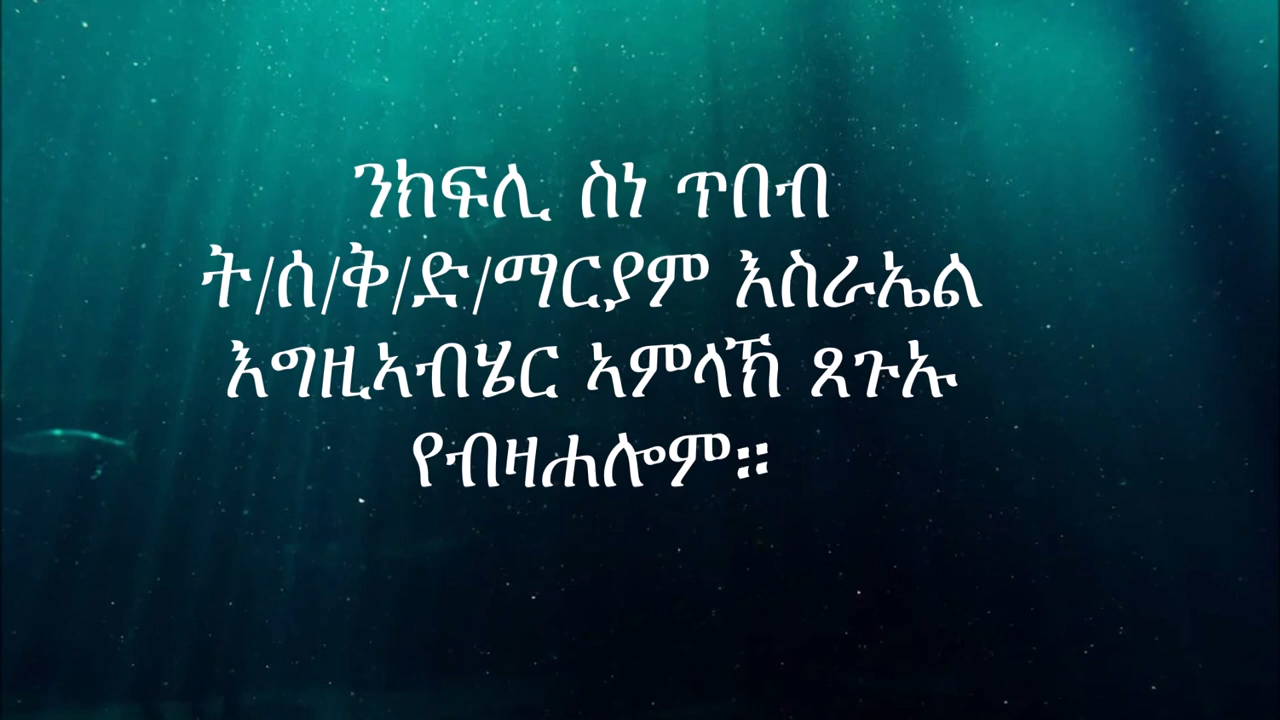 ንክፍሊ ስነ ጥበብ
ት/ሰ/ቅ/ድ/ማርያም እስራኤል
እግዚኣብሄር ኣምላኽ ጸጉኡ
የብዛሐሎም።